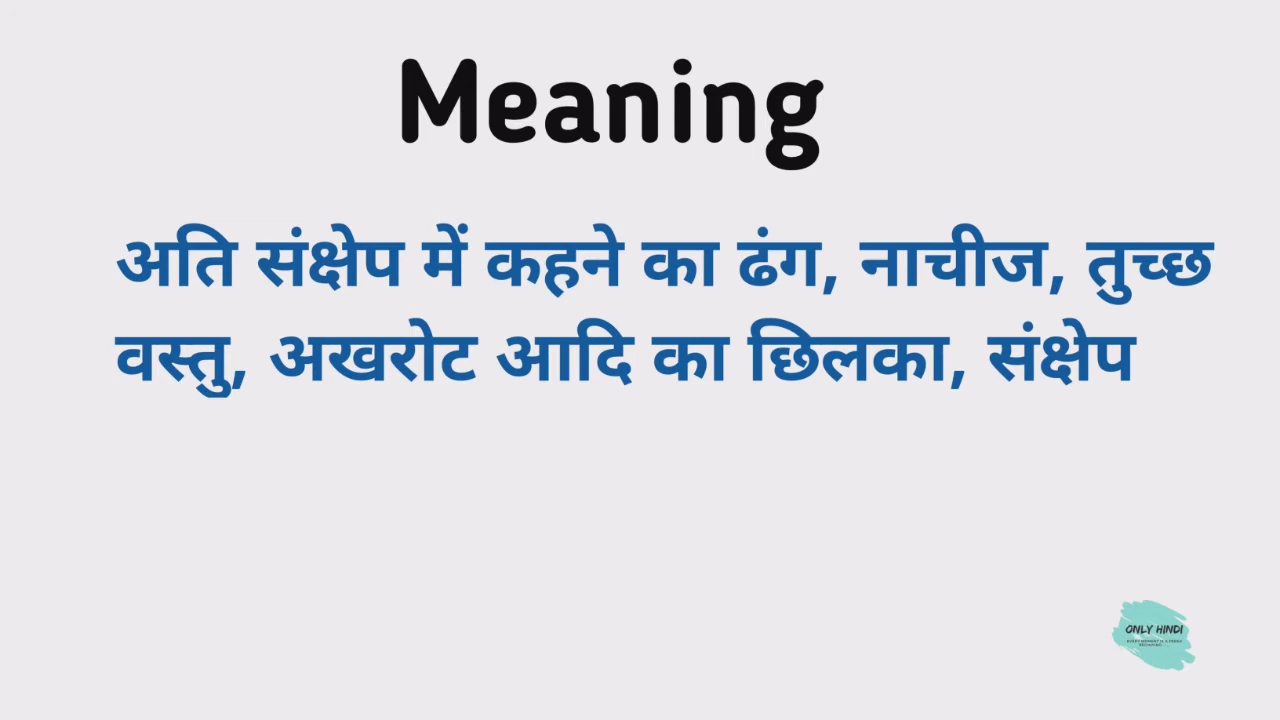 Meaning
अति संक्षेप में कहने का ढंग, नाचीज, तुच्छ
वस्तु, अखरोट आदि का छिलका, संक्षेप
ONLY HINDI